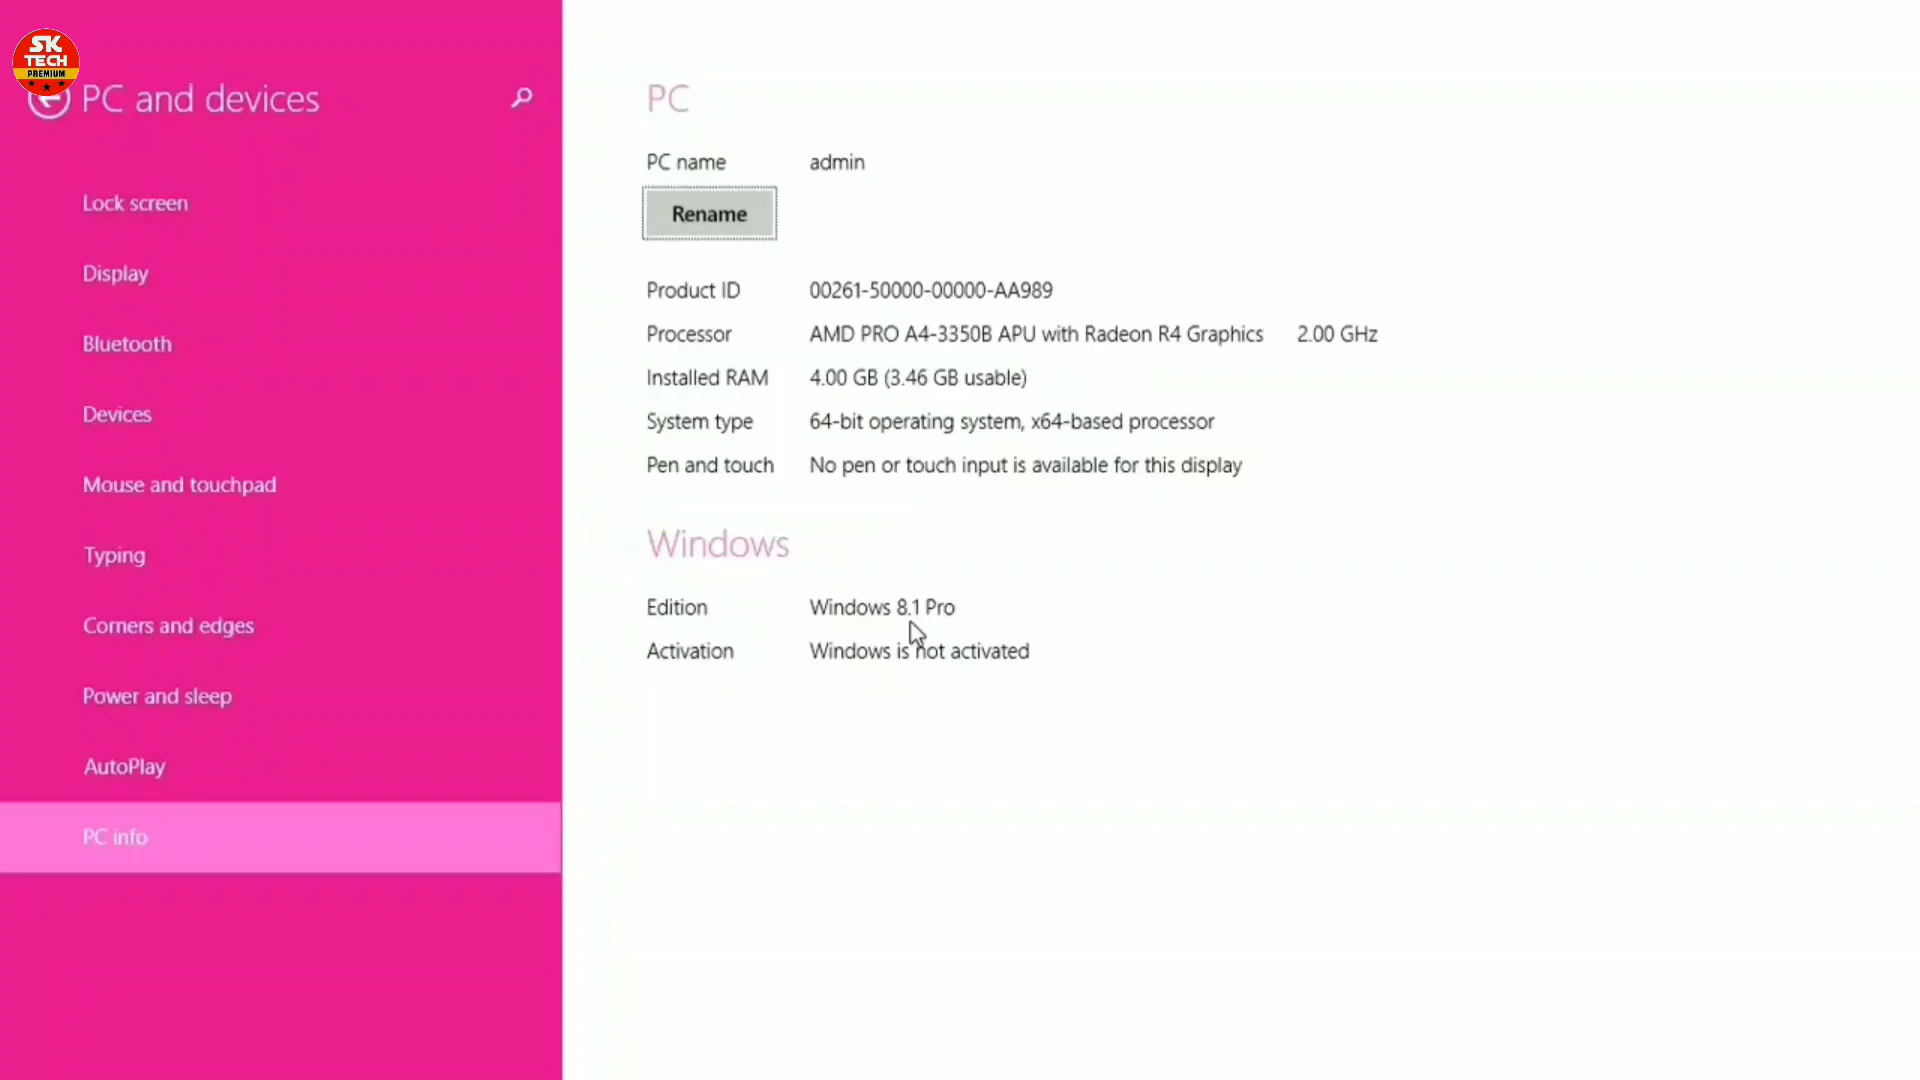 SK
TECH
PREMIUM
PC and devices
Lock screen
Display
Bluetooth
Devices
Mouse and touchpad
Typing
Corners and edges
Power and sleep
AutoPlay
PC info
PC
PC name admin
Rename
Product ID 00261-50000-00000-AA989
Processor AMD PRO A4-3350B APU with Radeon R4 Graphics 2.00 GHz
Installed RAM 4.00 GB (3.46 GB usable)
System type 64-bit operating system, x64-based processor
Pen and touch No pen or touch input is available for this display
Windows
Edition Windows 8.1 Pro
Activation Windows is not activated